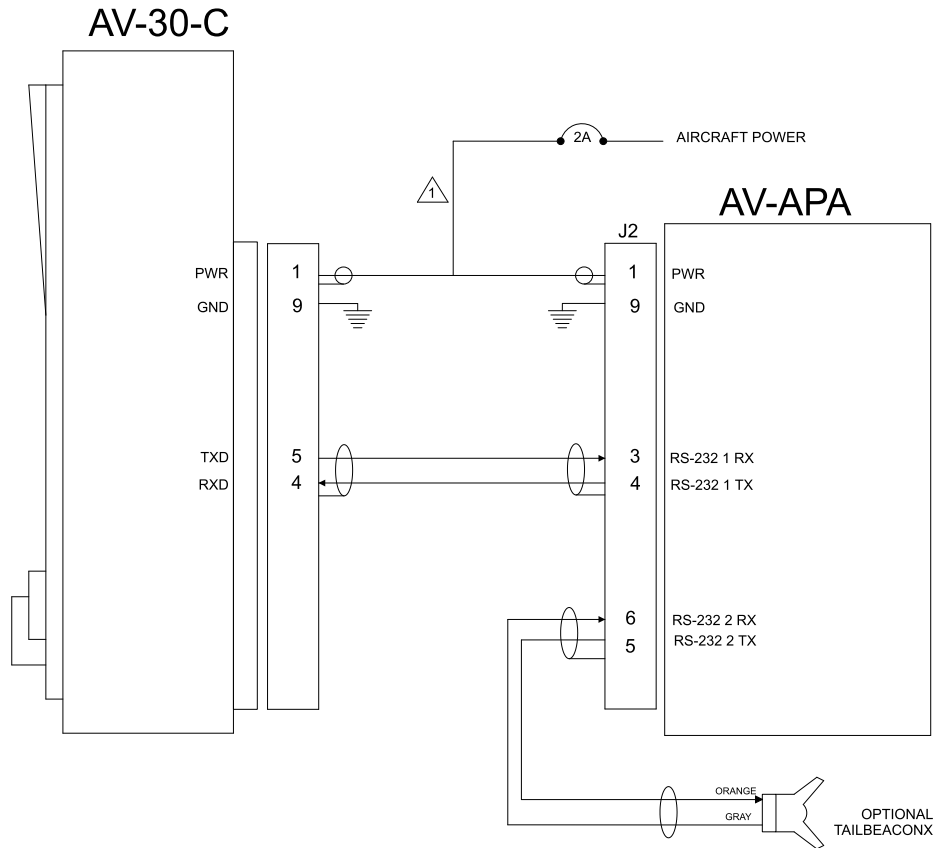 AV-30-C
2A
AIRCRAFT POWER
1
AV-APA
J2
PWR
1
1
PWR
GND
9
9
GND
TXD
5
3
RS-232 1 RX
RXD
4
4
RS-232 1 TX
6
RS-232 2 RX
5
RS-232 2 TX
ORANGE
GRAY
OPTIONAL
TAILBEACONX